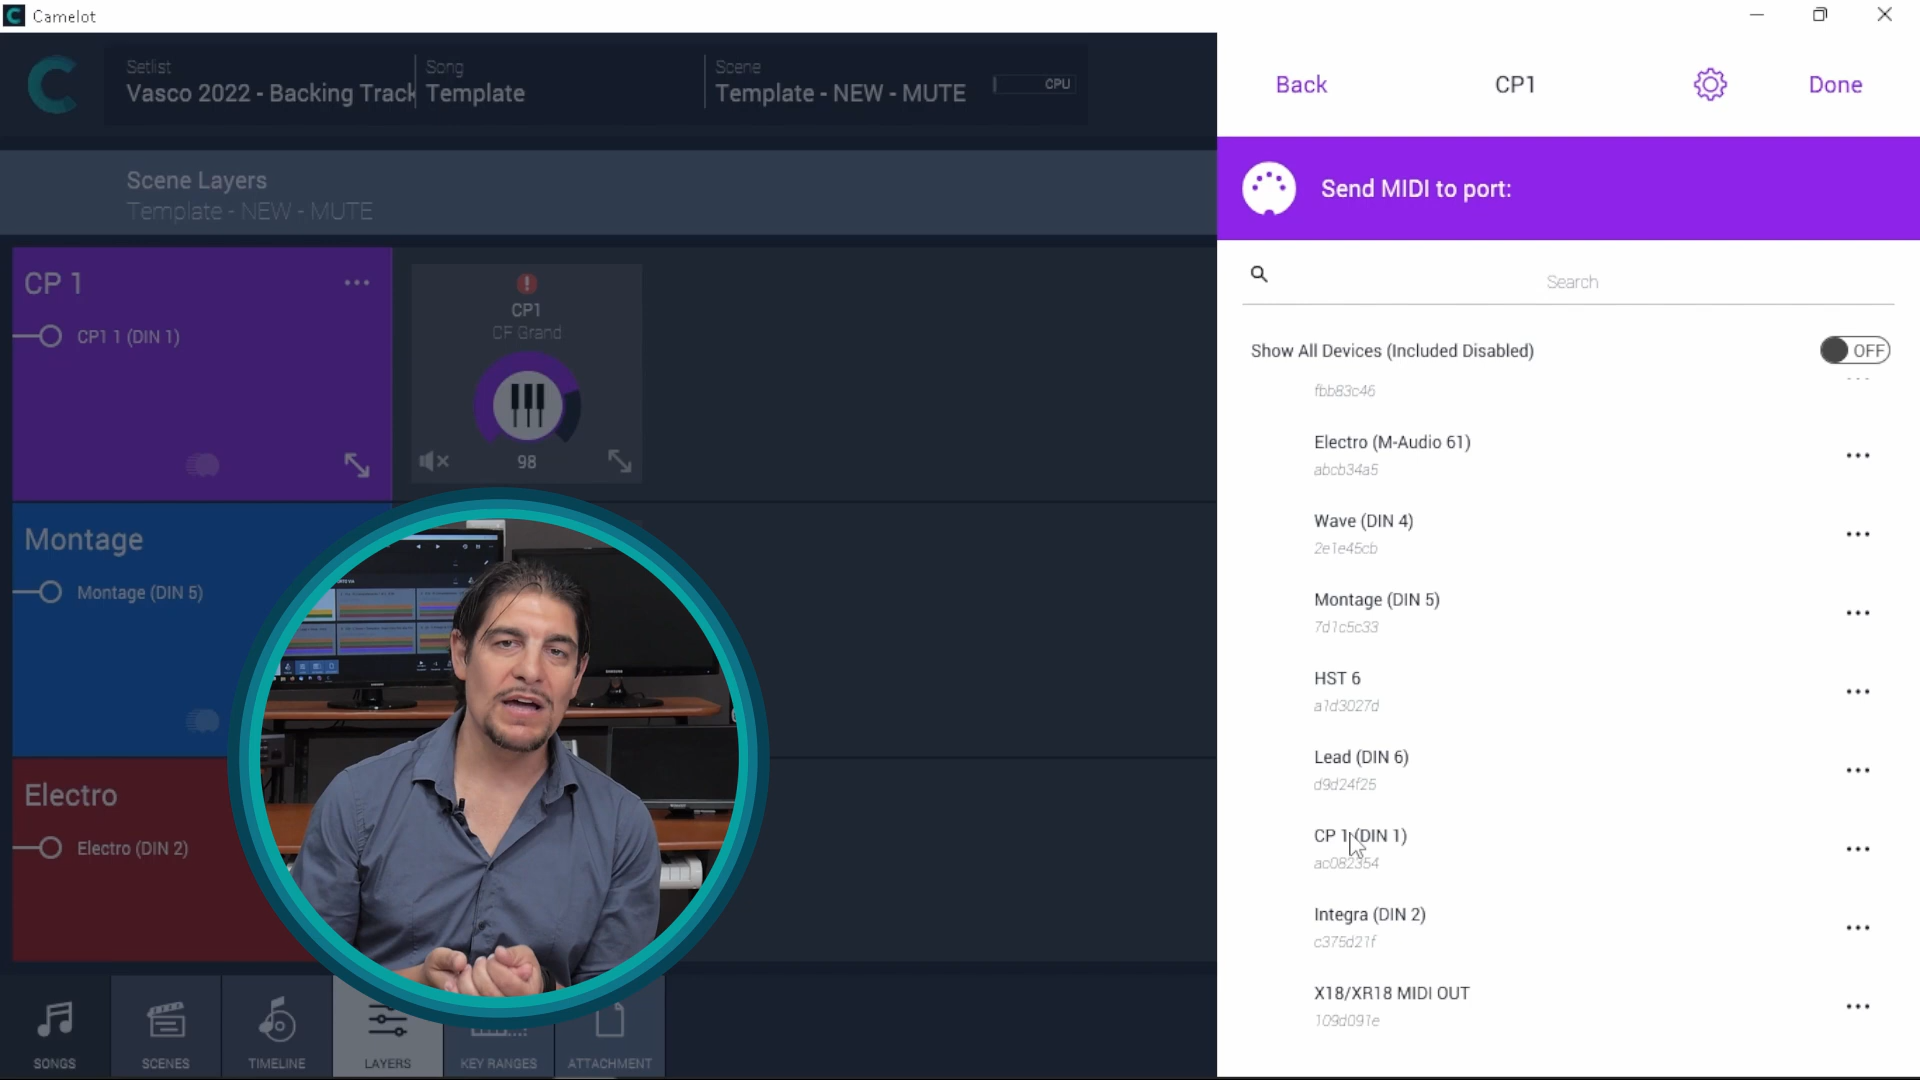 Camelot
Setlist
Vasco 2022 - Backing Track
Song
Template
Scene
Template - NEW - MUTE
CPU
Scene Layers
Template - NEW - MUTE
CP 1
CP1 1 (DIN 1)
CP1
CF Grand
98
Montage
Montage (DIN 5)
Electro
Electro (DIN 2)
SONGS
SCENES
TIMELINE
LAYERS
KEY RANGES
ATTACHMENT
Back
CP1
Done
Send MIDI to port:
Search
Show All Devices (Included Disabled)
OFF
fbb83c46
Electro (M-Audio 61)
abcb34a5
Wave (DIN 4)
2e1e45cb
Montage (DIN 5)
7d1c5c33
HST 6
a1d3027d
Lead (DIN 6)
d9d24f25
CP 1 (DIN 1)
ac082354
Integra (DIN 2)
c375d21f
X18/XR18 MIDI OUT
109d091e